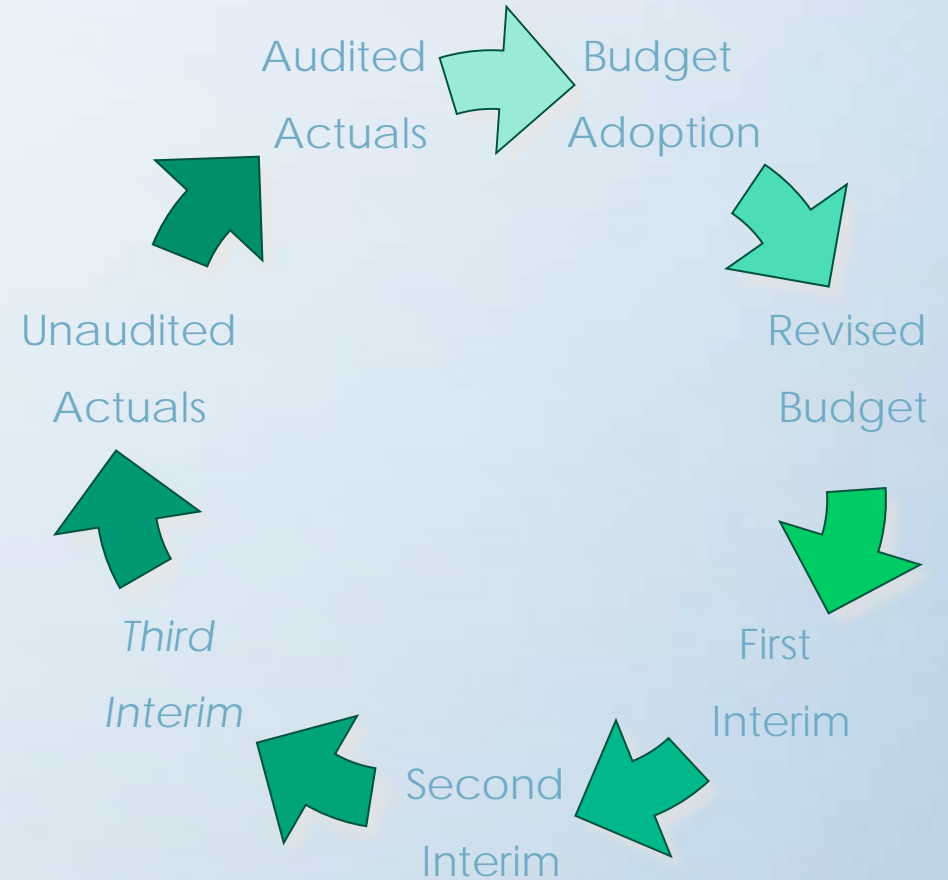 Audited
Actuals
Budget
Adoption
Revised
Budget
First
Interim
Second
Interim
Third
Interim
Unaudited
Actuals